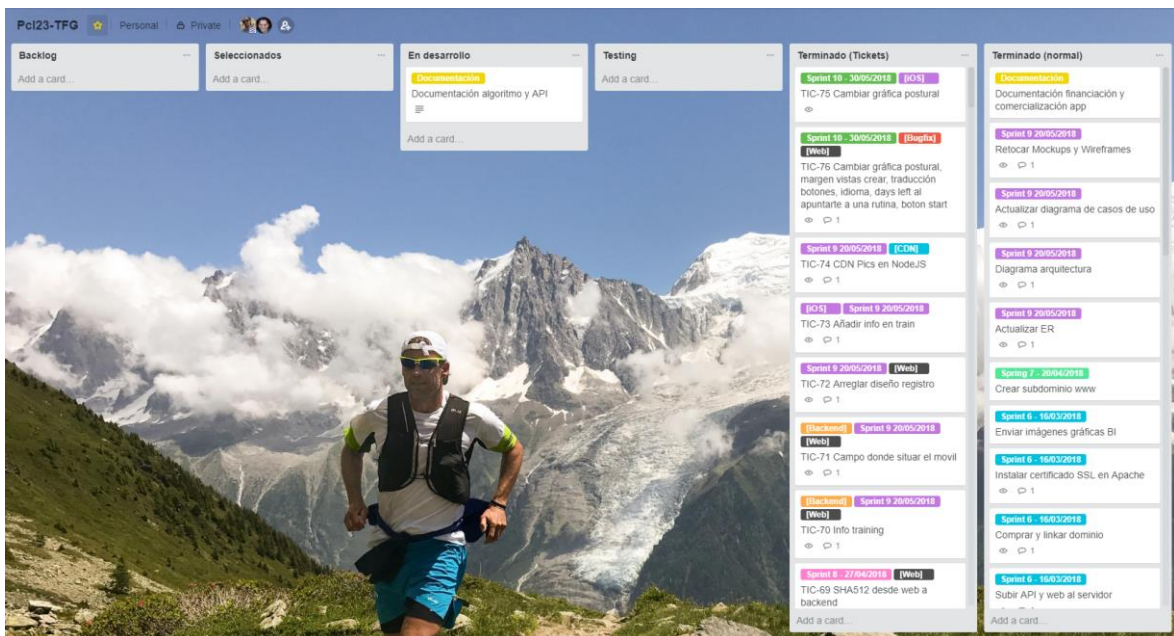 Pcl23-TFG
Personal
Private
Backlog
Add a card...
Seleccionados
Add a card...
En desarrollo
Documentación
Documentación algoritmo y API
Add a card...
Testing
Add a card...
Terminado (Tickets)
Sprint 10 - 30/05/2018 [iOS]
TIC-75 Cambiar gráfica postural
Sprint 10 - 30/05/2018 [Bugfix]
[Web]
TIC-76 Cambiar gráfica postural,
margen vistas crear, traducción
botones, idioma, days left al
apuntarte a una rutina, boton start
1
Sprint 9 20/05/2018 [CDN]
TIC-74 CDN Pics en NodeJS
1
[iOS] Sprint 9 20/05/2018
TIC-73 Añadir info en train
1
Sprint 9 20/05/2018 [Web]
TIC-72 Arreglar diseño registro
1
[Backend] Sprint 9 20/05/2018
[Web]
TIC-71 Campo donde situar el movil
1
[Backend] Sprint 9 20/05/2018
[Web]
TIC-70 Info training
1
Sprint 8 - 27/04/2018 [Web]
TIC-69 SHA512 desde web a
backend
Add a card...
Terminado (normal)
Documentación
Documentación financiación y
comercialización app
Sprint 9 20/05/2018
Retocar Mockups y Wireframes
1
Sprint 9 20/05/2018
Actualizar diagrama de casos de uso
1
Sprint 9 20/05/2018
Diagrama arquitectura
1
Sprint 9 20/05/2018
Actualizar ER
1
Spring 7 - 20/04/2018
Crear subdominio www
Sprint 6 - 16/03/2018
Enviar imágenes gráficas BI
Sprint 6 - 16/03/2018
Instalar certificado SSL en Apache
1
Sprint 6 - 16/03/2018
Comprar y linkar dominio
1
Sprint 6 - 16/03/2018
Subir API y web al servidor
Add a card...